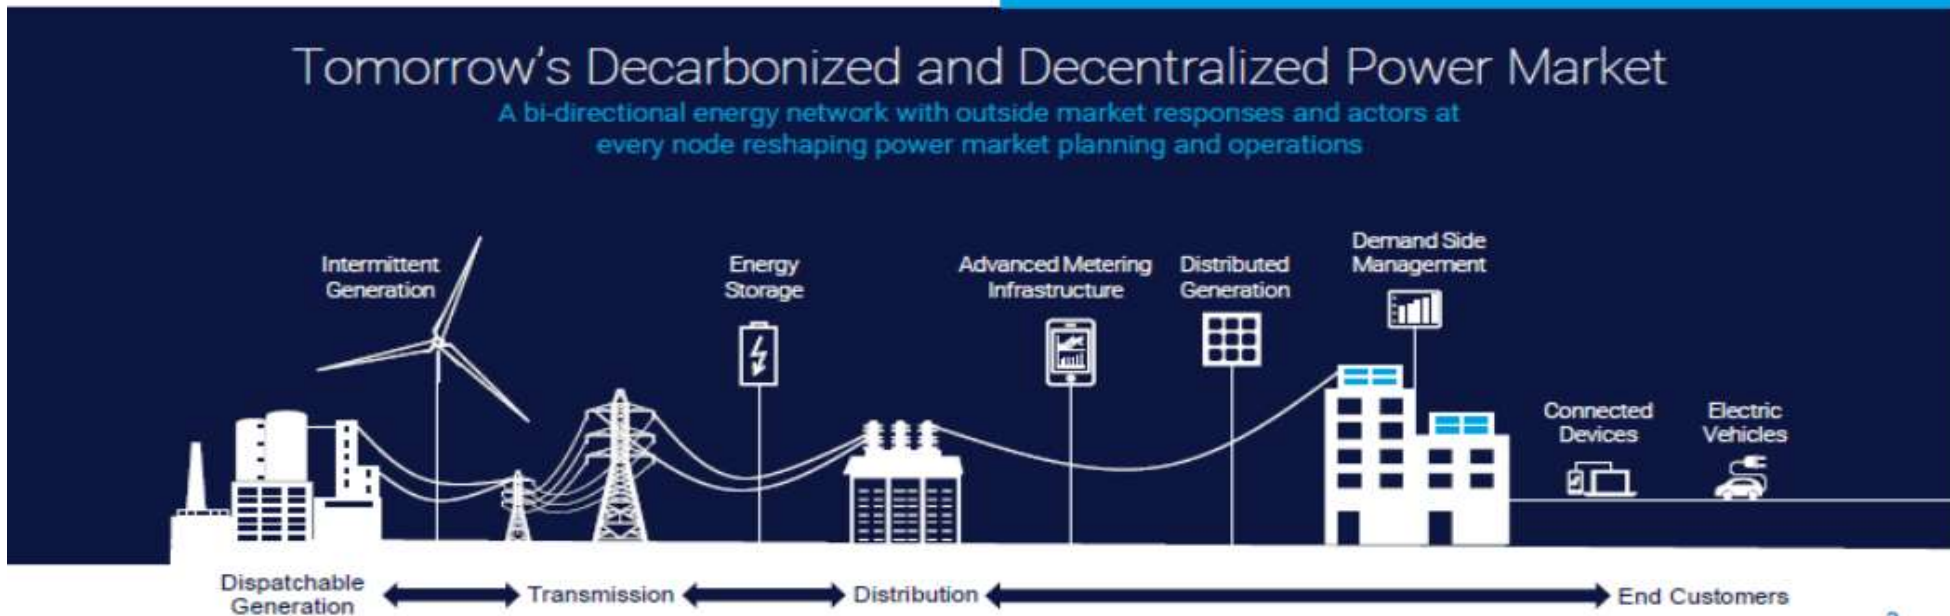 Tomorrow's Decarbonized and Decentralized Power Market
A bi-directional energy network with outside market responses and actors at
every node reshaping power market planning and operations
Intermittent
Generation
Energy
Storage
Advanced Metering
Infrastructure
Distributed
Generation
Demand Side
Management
Connected
Devices
Electric
Vehicles
Dispatchable
Generation
Transmission
Distribution
End Customers